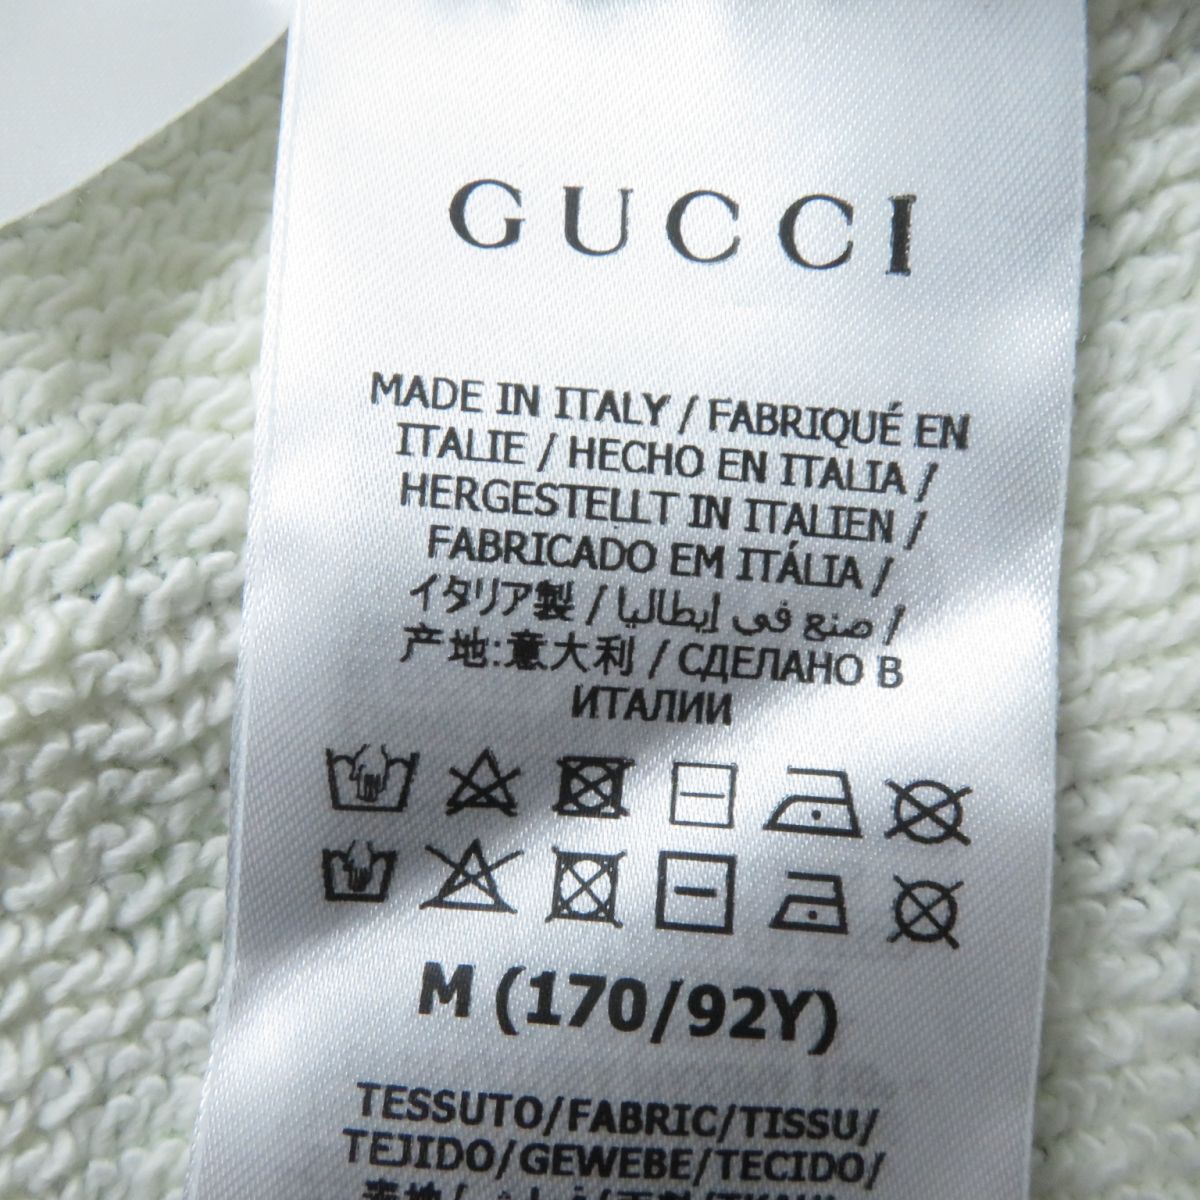 GUCCI
MADE IN ITALY / FABRIQUÉ EN
ITALIE / HECHO EN ITALIA /
HERGESTELLT IN ITALIEN /
FABRICADO EM ITÁLIA /
イタリア製 / صنع في إيطاليا /
产地:意大利 / СДЕЛАНО В
ИТАЛИИ
M (170/92Y)
TESSUTO/FABRIC/TISSU/
TEJIDO/GEWEBE/TECIDO/
表地/